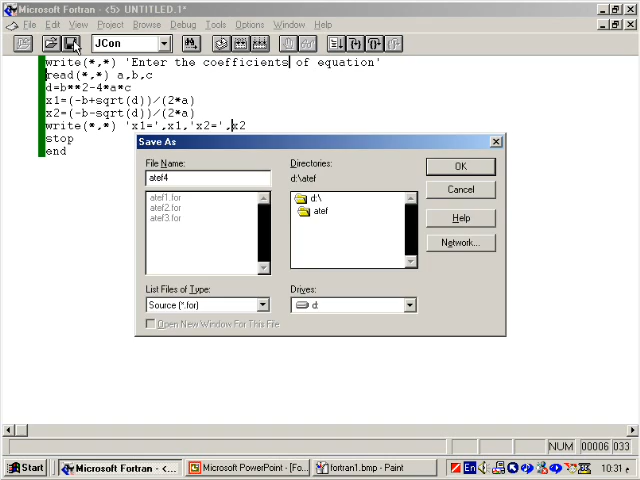 Microsoft Fortran - <5> UNTITLED.1*
File Edit View Project Browse Debug Tools Options Window Help
JCon
write(*,*) 'Enter the coefficients of equation'
read(*,*) a,b,c
d=b**2-4*a*c
x1=(-b+sqrt(d))/(2*a)
x2=(-b-sqrt(d))/(2*a)
write(*,*) 'x1=',x1,'x2=',x2
stop
end
Save As
File Name:
atef4
atef1.for
atef2.for
atef3.for
List Files of Type:
Source (*.for)
Open New Window For This File
Directories:
d:\atef
d:\
atef
Drives:
d:
OK
Cancel
Help
Network...
NUM 00006 033
Start
Microsoft Fortran - <...
Microsoft PowerPoint - [Fo...
fortran1.bmp - Paint
En
10:31 م